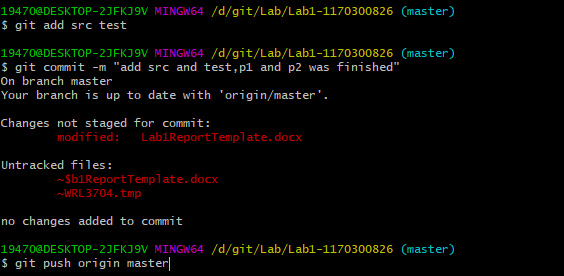 19470@DESKTOP-2JFKJ9V MINGW64 /d/git/Lab/Lab1-1170300826 (master)
$ git add src test
19470@DESKTOP-2JFKJ9V MINGW64 /d/git/Lab/Lab1-1170300826 (master)
$ git commit -m "add src and test,p1 and p2 was finished"
On branch master
Your branch is up to date with 'origin/master'.
Changes not staged for commit:
modified:   Lab1ReportTemplate.docx
Untracked files:
~$b1ReportTemplate.docx
~WRL3704.tmp
no changes added to commit
19470@DESKTOP-2JFKJ9V MINGW64 /d/git/Lab/Lab1-1170300826 (master)
$ git push origin master